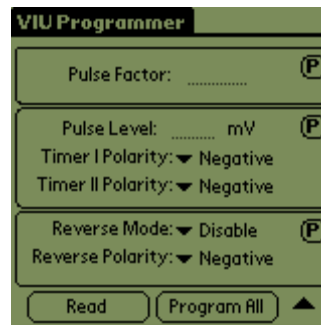 VIU Programmer
Pulse Factor: P
Pulse Level: mV P
Timer I Polarity: Negative
Timer II Polarity: Negative
Reverse Mode: Disable P
Reverse Polarity: Negative
Read Program All